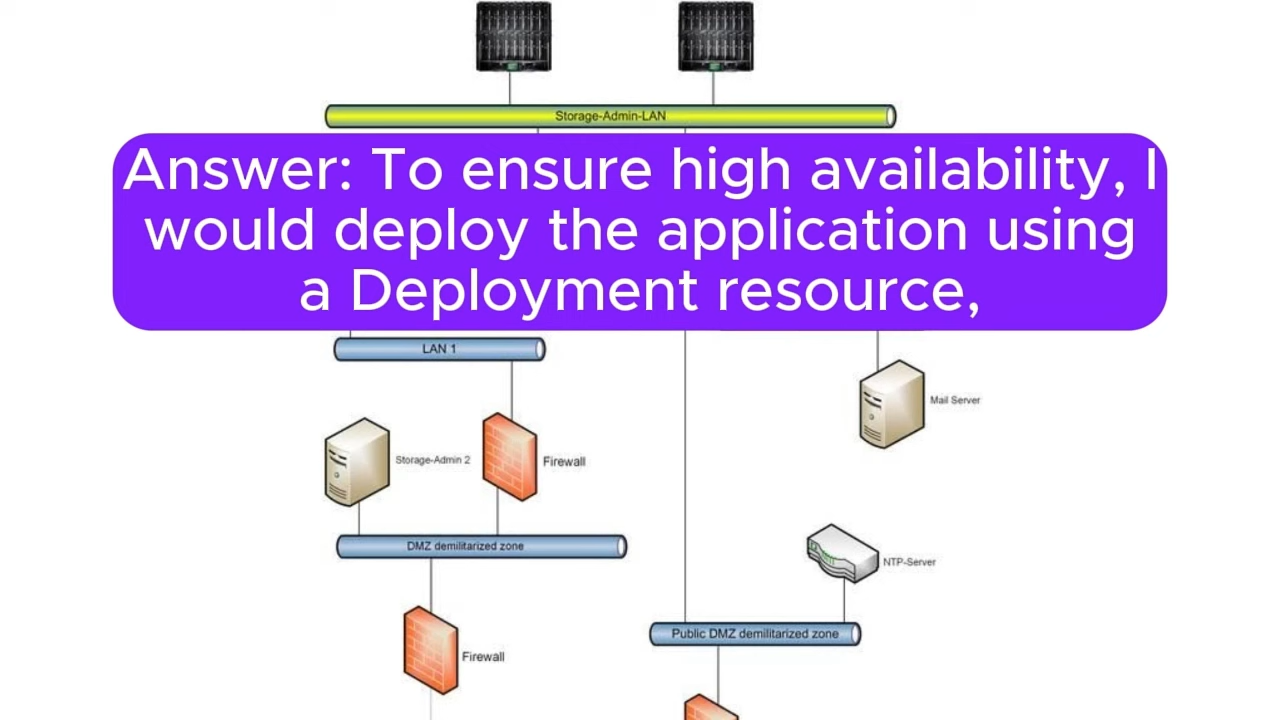 Storage-Admin-LAN
Answer: To ensure high availability, I
would deploy the application using
a Deployment resource,
LAN 1
Mail Server
Storage-Admin 2
Firewall
DMZ demilitarized zone
NTP-Server
Public DMZ demilitarized zone
Firewall